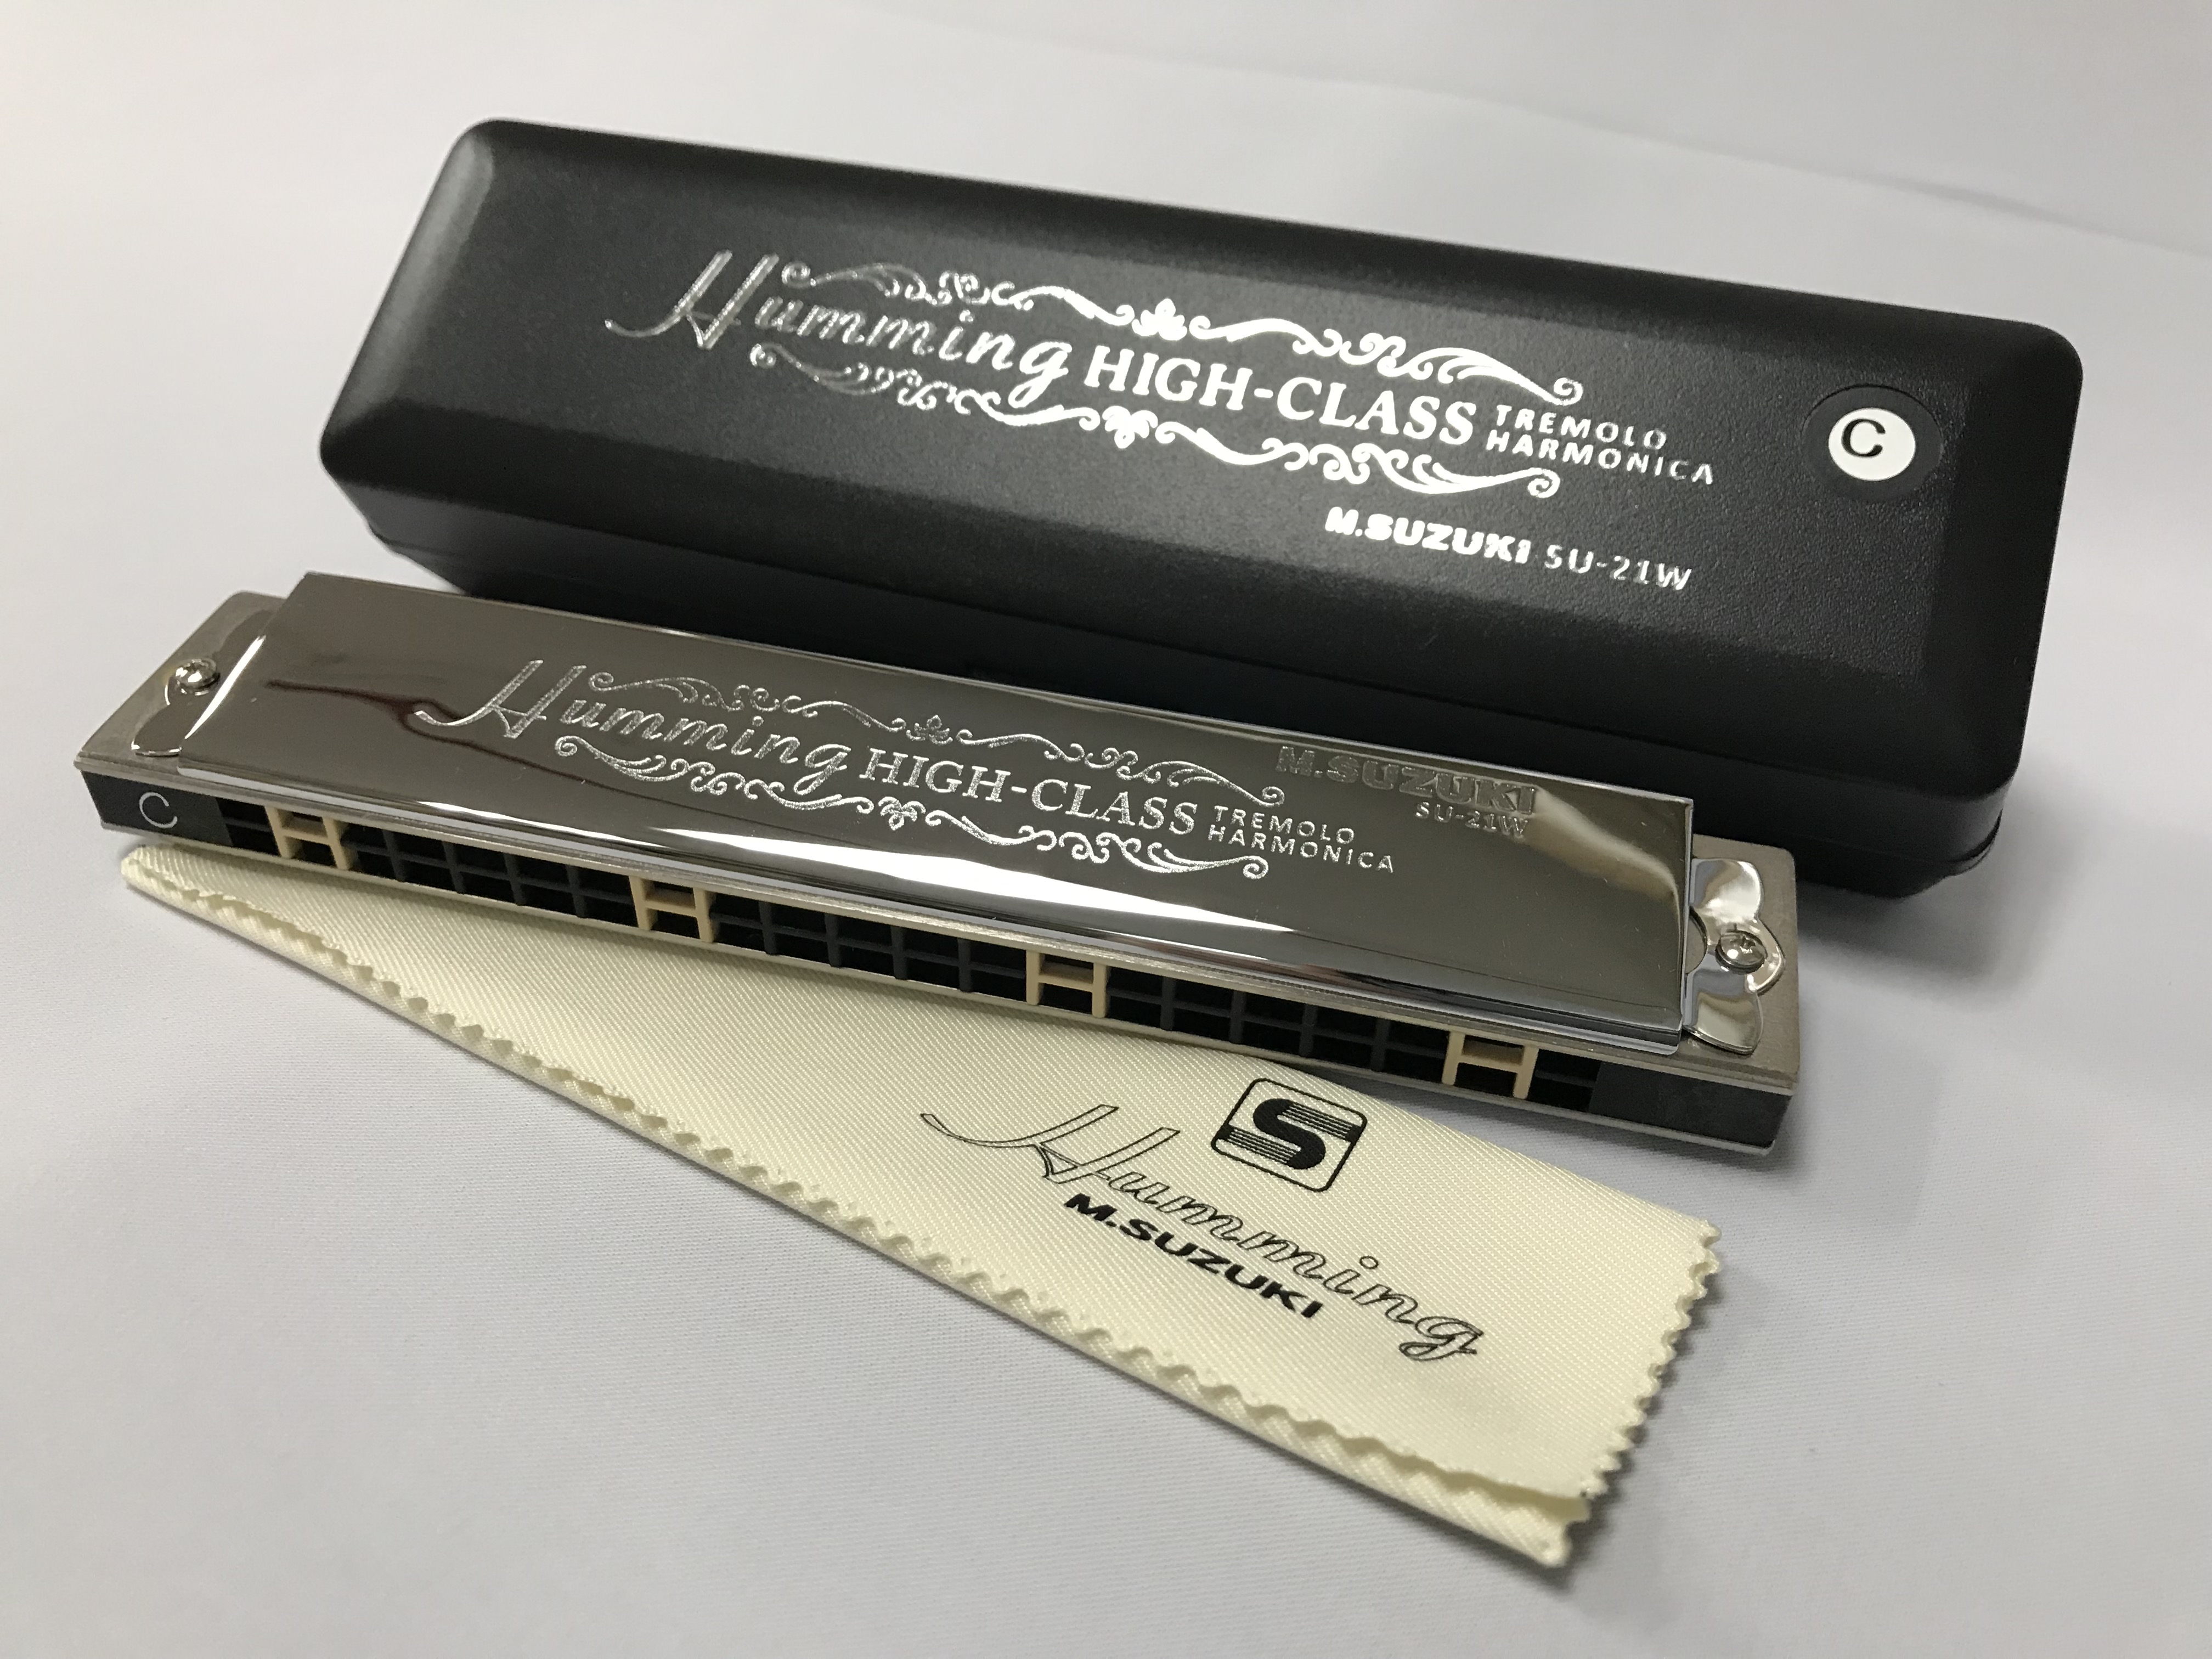 Humming HIGH-CLASS TREMOLO
HARMONICA
C
M.SUZUKI SU-21W
Humming HIGH-CLASS TREMOLO
HARMONICA
M.SUZUKI
SU-21W
C
S
Humming
M.SUZUKI